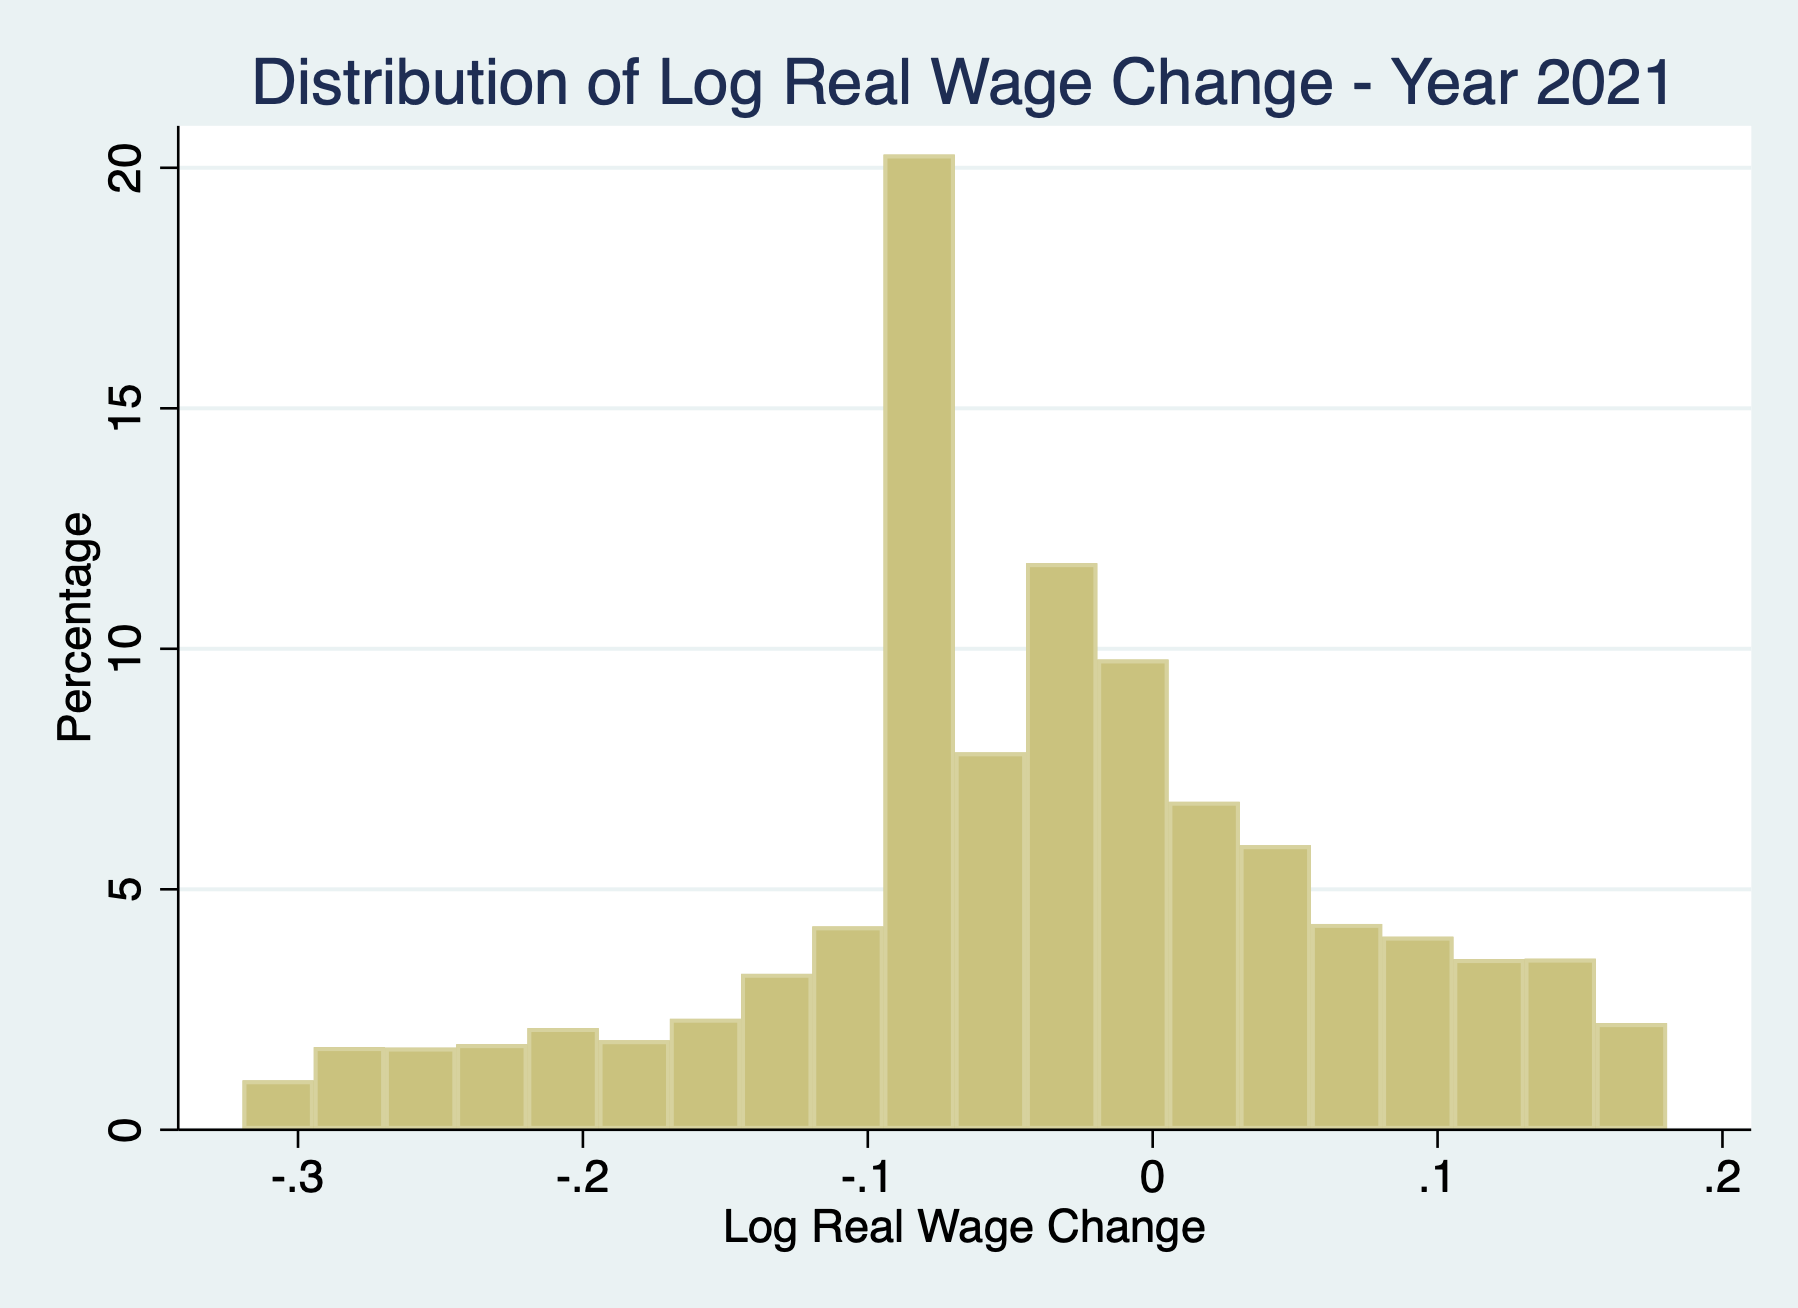 Distribution of Log Real Wage Change - Year 2021
Percentage
20
15
10
5
0
-.3 -.2 -.1 0 .1 .2
Log Real Wage Change